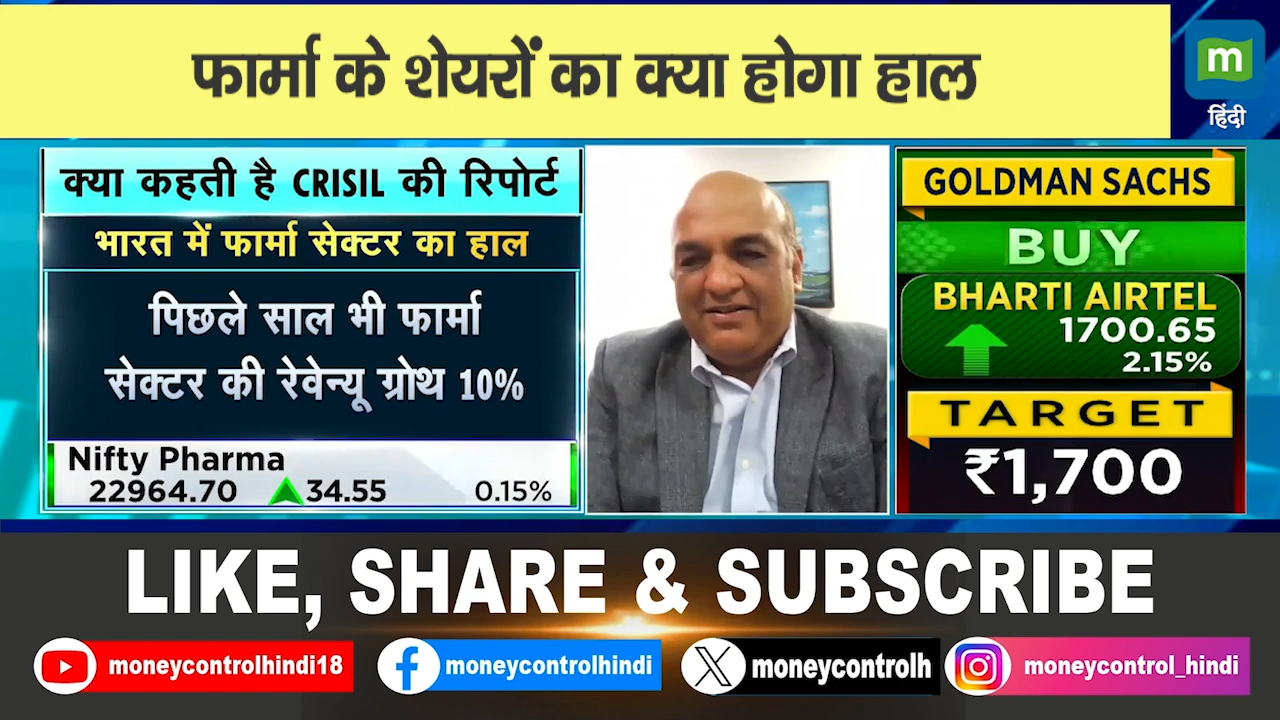 फार्मा के शेयरों का क्या होगा हाल
m
हिंदी
क्या कहती है CRISIL की रिपोर्ट
भारत में फार्मा सेक्टर का हाल
पिछले साल भी फार्मा
सेक्टर की रेवेन्यू ग्रोथ 10%
Nifty Pharma
22964.70 34.55 0.15%
GOLDMAN SACHS
BUY
BHARTI AIRTEL
1700.65
2.15%
TARGET
₹1,700
LIKE, SHARE & SUBSCRIBE
moneycontrolhindi18
moneycontrolhindi
moneycontrolh
moneycontrol_hindi